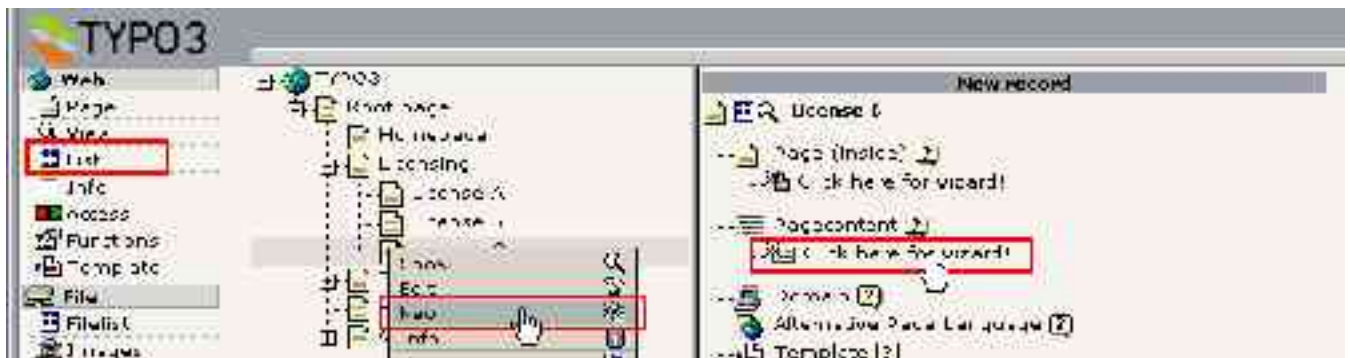 TYPO3
Web
Page
View
List
Info
Access
Functions
Template
File
Filelist
Images
TYPO3
Root page
Homepage
Licensing
License A
License
Show
Edit
New
Info
New record
License
Page (inside) [?]
Click here for wizard!
Pagecontent [?]
Click here for wizard!
Domain [?]
Alternative Page Language [?]
Template [?]